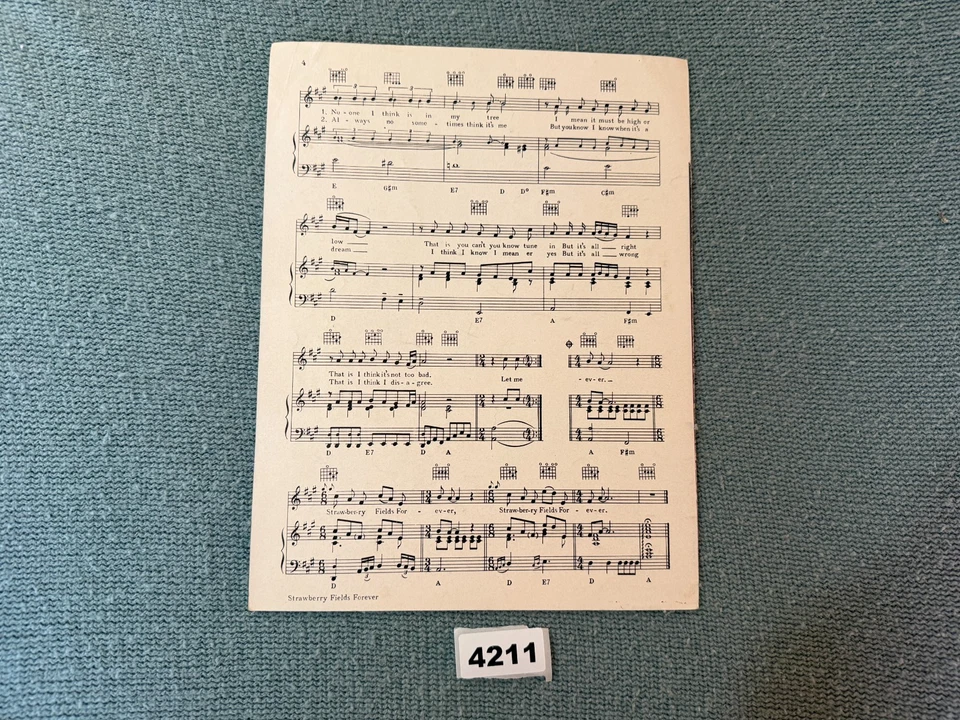 4
1. No - one I think is in my tree I mean it must be high or
2. Al - ways no some - times think it's me But you know I know when it's a
E G♯m E7 D D° F♯m C♯m
low
dream
That is you can't you know tune in But it's all right
I think I know I mean er yes But it's all wrong
D E7 A F♯m
That is I think it's not too bad. Let me - ev-er.
That is I think I dis-a-gree.
D E7 D A A F♯m
Straw-ber-ry Fields For - ev-er, Straw-ber-ry Fields For - ev-er.
D A D E7 D A
Strawberry Fields Forever
4211